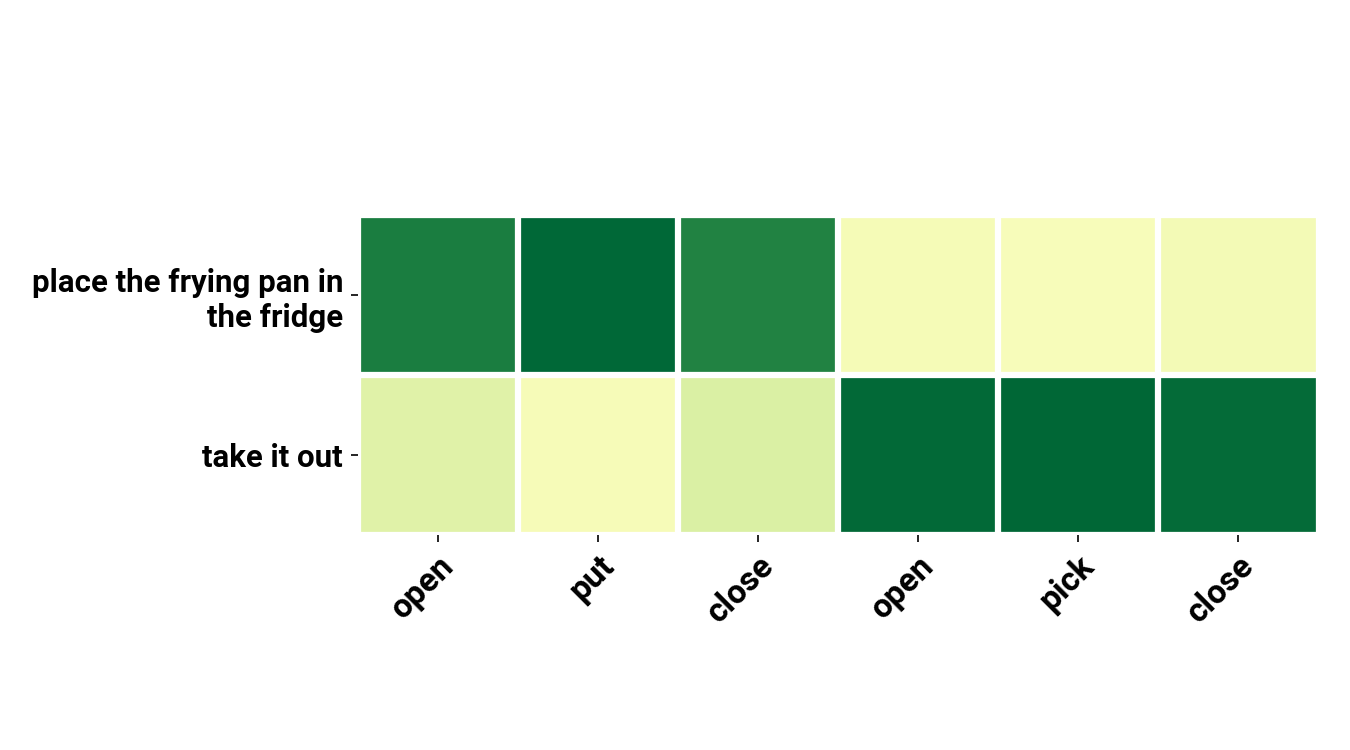 place the frying pan in
the fridge
take it out
open
put
close
open
pick
close